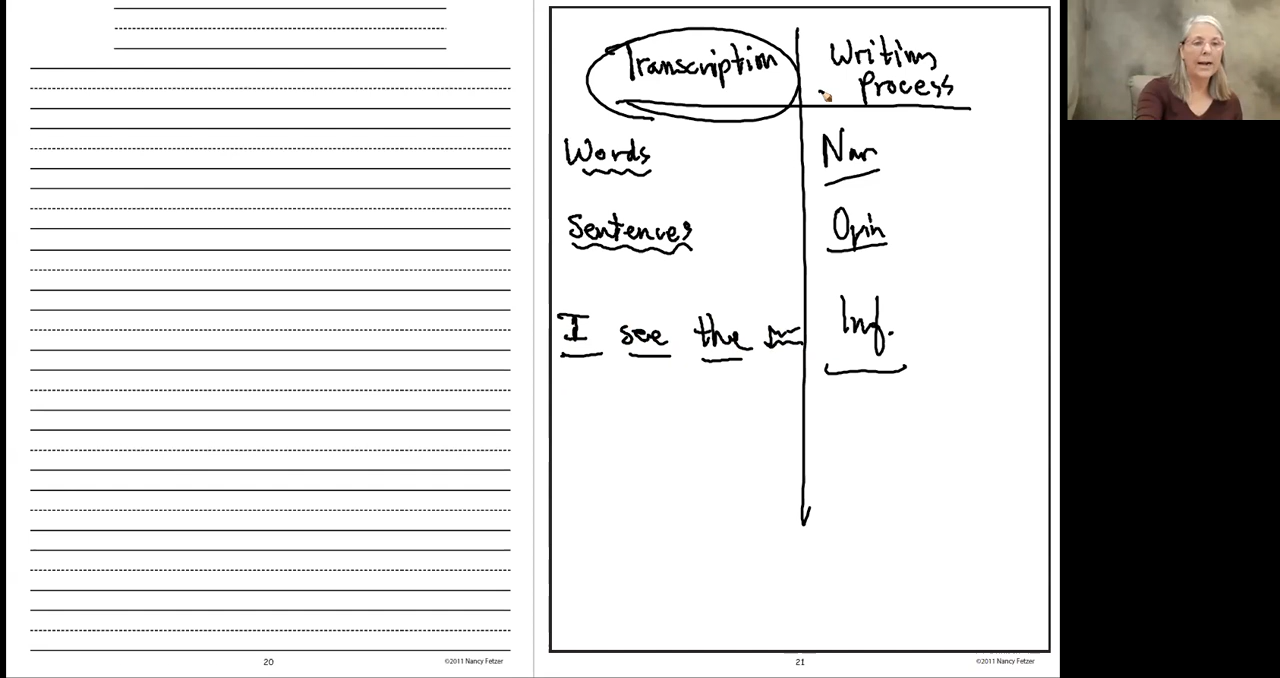 Transcription
Writing
Process
Words
Nar
Sentences
Opin
Inf.
I see the
20
©2011 Nancy Fetzer
21
©2011 Nancy Fetzer